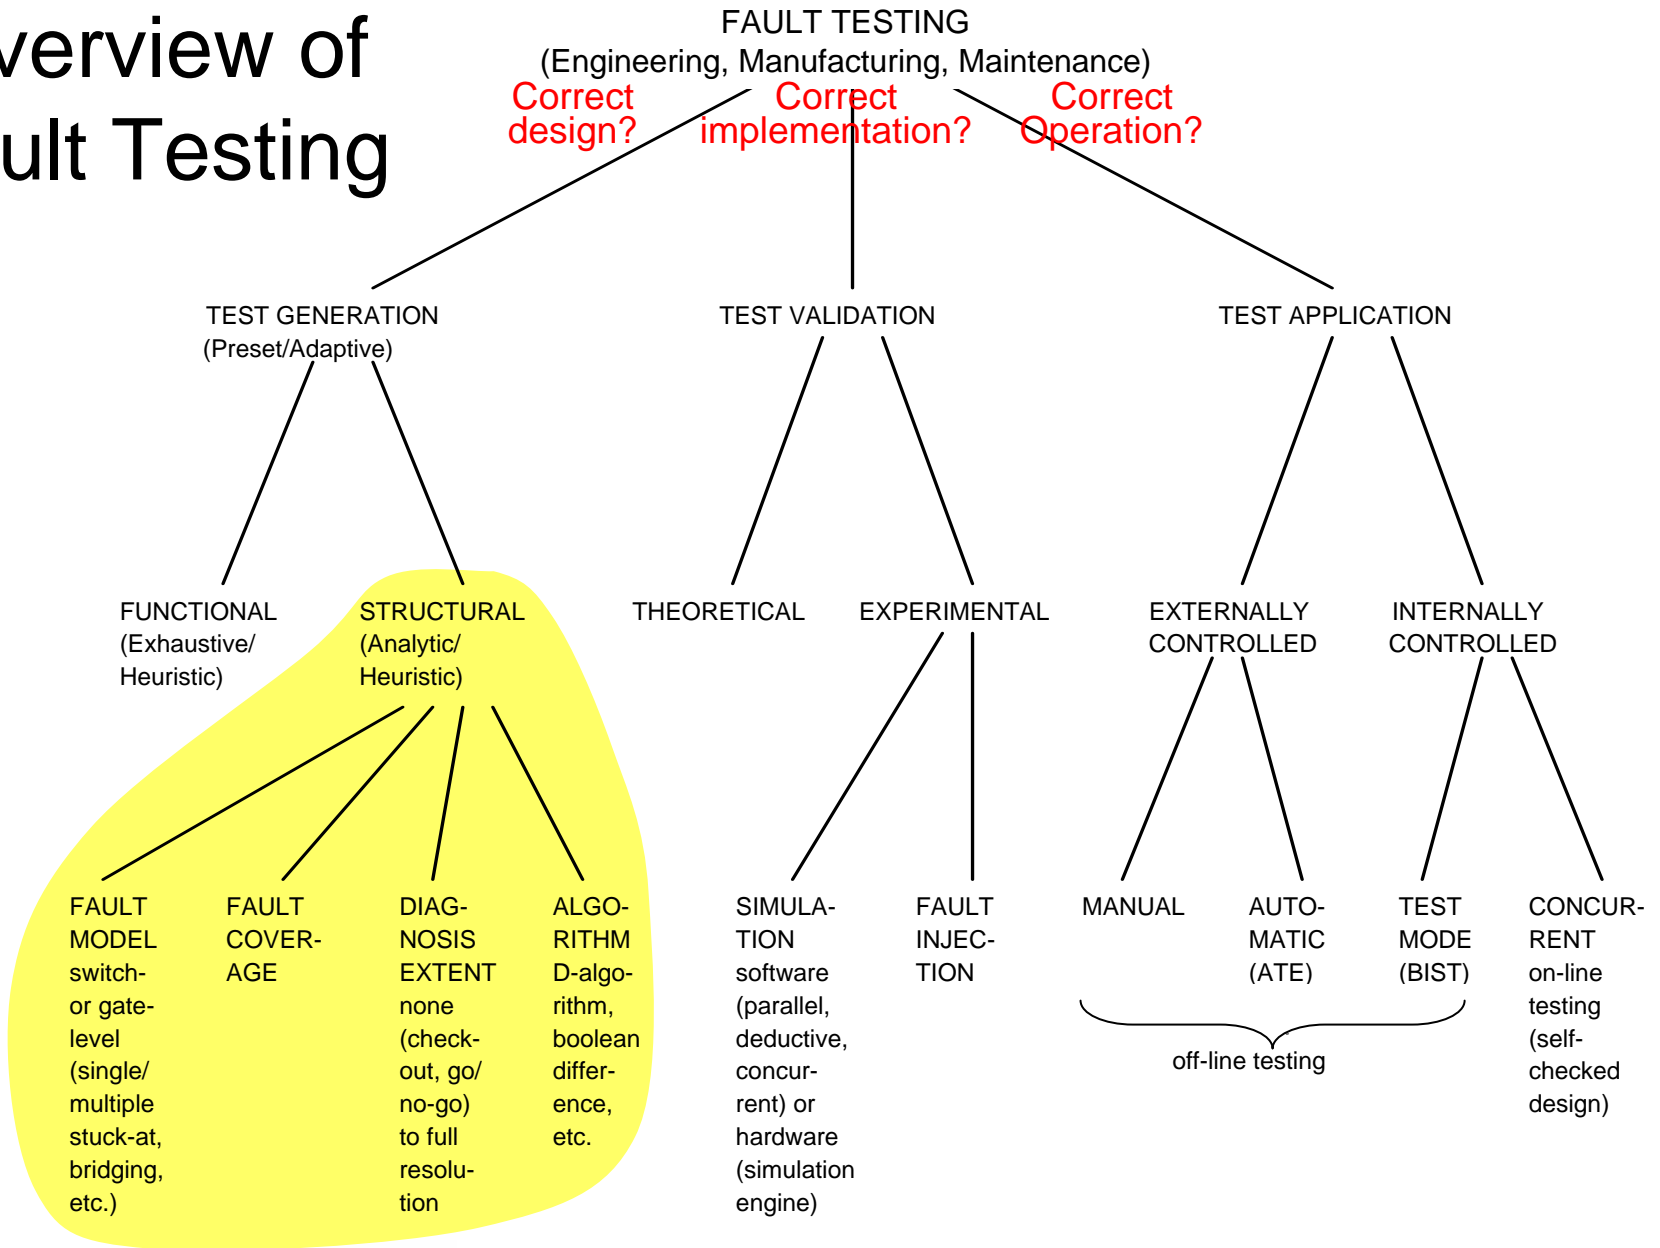 verview of
ult Testing
FAULT TESTING
(Engineering, Manufacturing, Maintenance)
Correct
design?
Correct
implementation?
Correct
Operation?
TEST GENERATION
(Preset/Adaptive)
TEST VALIDATION
TEST APPLICATION
FUNCTIONAL
(Exhaustive/
Heuristic)
STRUCTURAL
(Analytic/
Heuristic)
THEORETICAL
EXPERIMENTAL
EXTERNALLY
CONTROLLED
INTERNALLY
CONTROLLED
FAULT
MODEL
switch-
or gate-
level
(single/
multiple
stuck-at,
bridging,
etc.)
FAULT
COVER-
AGE
DIAG-
NOSIS
EXTENT
none
(check-
out, go/
no-go)
to full
resolu-
tion
ALGO-
RITHM
D-algo-
rithm,
boolean
differ-
ence,
etc.
SIMULA-
TION
software
(parallel,
deductive,
concur-
rent) or
hardware
(simulation
engine)
FAULT
INJEC-
TION
MANUAL
AUTO-
MATIC
(ATE)
TEST
MODE
(BIST)
off-line testing
CONCUR-
RENT
on-line
testing
(self-
checked
design)